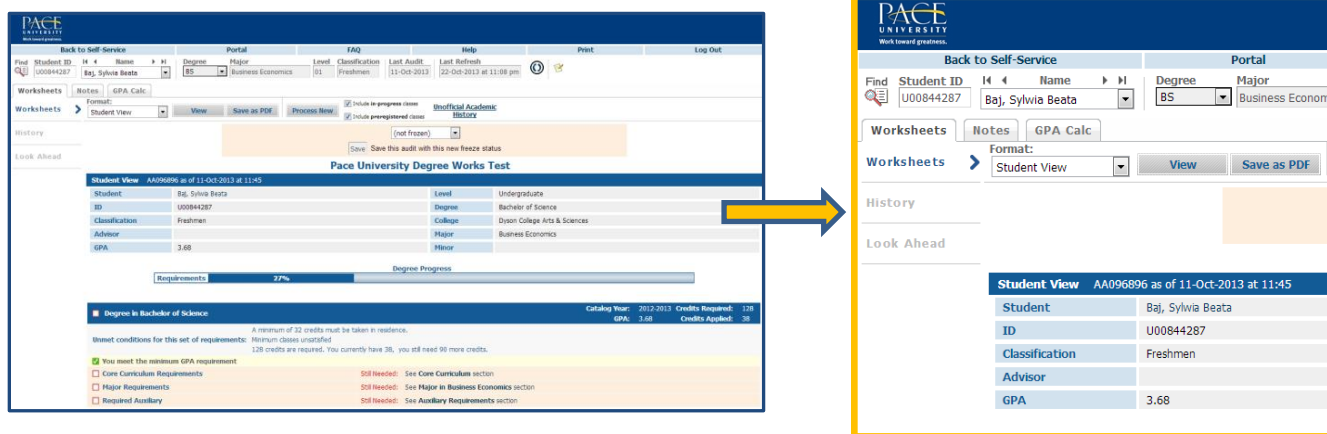 PACE
UNIVERSITY
Work toward greatness.
Back to Self-Service Portal FAQ Help Print Log Out
Find Student ID Name Degree Major Level Classification Last Audit Last Refresh
U00844287 Baj, Sylwia Beata BS Business Economics 01 Freshmen 11-Oct-2013 22-Oct-2013 at 11:08 pm
Worksheets Notes GPA Calc
Worksheets Format: Student View View Save as PDF Process New Include in-progress classes Unofficial Academic
Include preregistered classes History
History (not frozen)
Save Save this audit with this new freeze status
Look Ahead
Pace University Degree Works Test
Student View AA096896 as of 11-Oct-2013 at 11:45
Student Baj, Sylwia Beata Level Undergraduate
ID U00844287 Degree Bachelor of Science
Classification Freshmen College Dyson College Arts & Sciences
Advisor Major Business Economics
GPA 3.68 Minor
Degree Progress
Requirements 27%
Degree in Bachelor of Science Catalog Year: 2012-2013 Credits Required: 128
GPA: 3.68 Credits Applied: 38
A minimum of 32 credits must be taken in residence.
Unmet conditions for this set of requirements: Minimum classes unsatisfied
128 credits are required. You currently have 38, you still need 90 more credits.
You meet the minimum GPA requirement
Core Curriculum Requirements Still Needed: See Core Curriculum section
Major Requirements Still Needed: See Major in Business Economics section
Required Auxiliary Still Needed: See Auxiliary Requirements section
PACE
UNIVERSITY
Work toward greatness.
Back to Self-Service Portal
Find Student ID Name Degree Major
U00844287 Baj, Sylwia Beata BS Business Econom
Worksheets Notes GPA Calc
Format:
Worksheets Student View View Save as PDF
History
Look Ahead
Student View AA096896 as of 11-Oct-2013 at 11:45
Student Baj, Sylwia Beata
ID U00844287
Classification Freshmen
Advisor
GPA 3.68